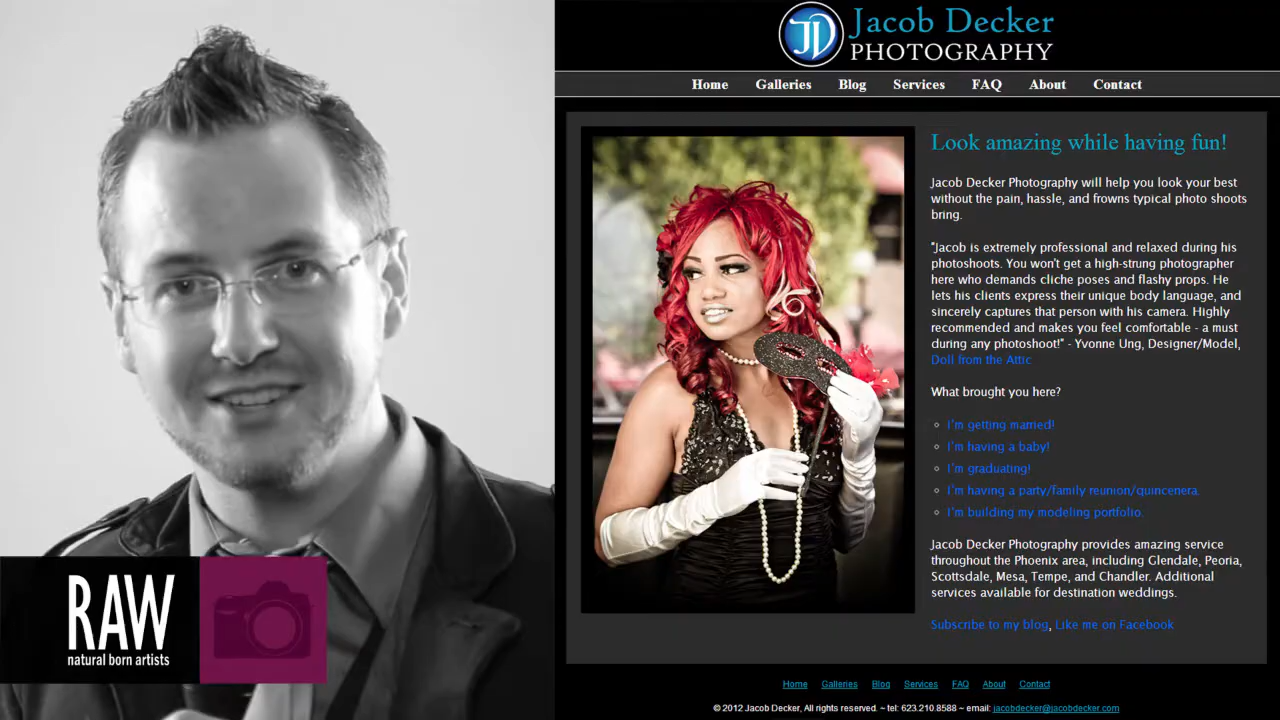 RAW
natural born artists
JD
Jacob Decker
PHOTOGRAPHY
Home Galleries Blog Services FAQ About Contact
Look amazing while having fun!
Jacob Decker Photography will help you look your best
without the pain, hassle, and frowns typical photo shoots
bring.
"Jacob is extremely professional and relaxed during his
photoshoots. You won't get a high-strung photographer
here who demands cliche poses and flashy props. He
lets his clients express their unique body language, and
sincerely captures that person with his camera. Highly
recommended and makes you feel comfortable - a must
during any photoshoot!" - Yvonne Ung, Designer/Model,
Doll from the Attic
What brought you here?
I'm getting married!
I'm having a baby!
I'm graduating!
I'm having a party/family reunion/quincenera.
I'm building my modeling portfolio.
Jacob Decker Photography provides amazing service
throughout the Phoenix area, including Glendale, Peoria,
Scottsdale, Mesa, Tempe, and Chandler. Additional
services available for destination weddings.
Subscribe to my blog, Like me on Facebook
Home Galleries Blog Services FAQ About Contact
© 2012 Jacob Decker, All rights reserved. ~ tel: 623.210.8588 ~ email: jacobdecker@jacobdecker.com